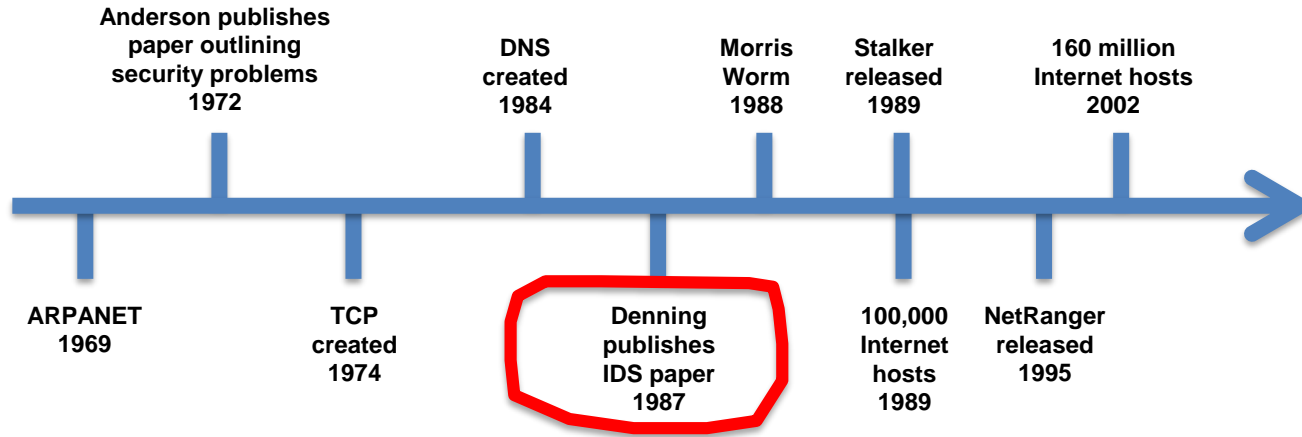 Anderson publishes
paper outlining
security problems
1972
DNS
created
1984
Morris
Worm
1988
Stalker
released
1989
160 million
Internet hosts
2002
ARPANET
1969
TCP
created
1974
Denning
publishes
IDS paper
1987
100,000
Internet
hosts
1989
NetRanger
released
1995